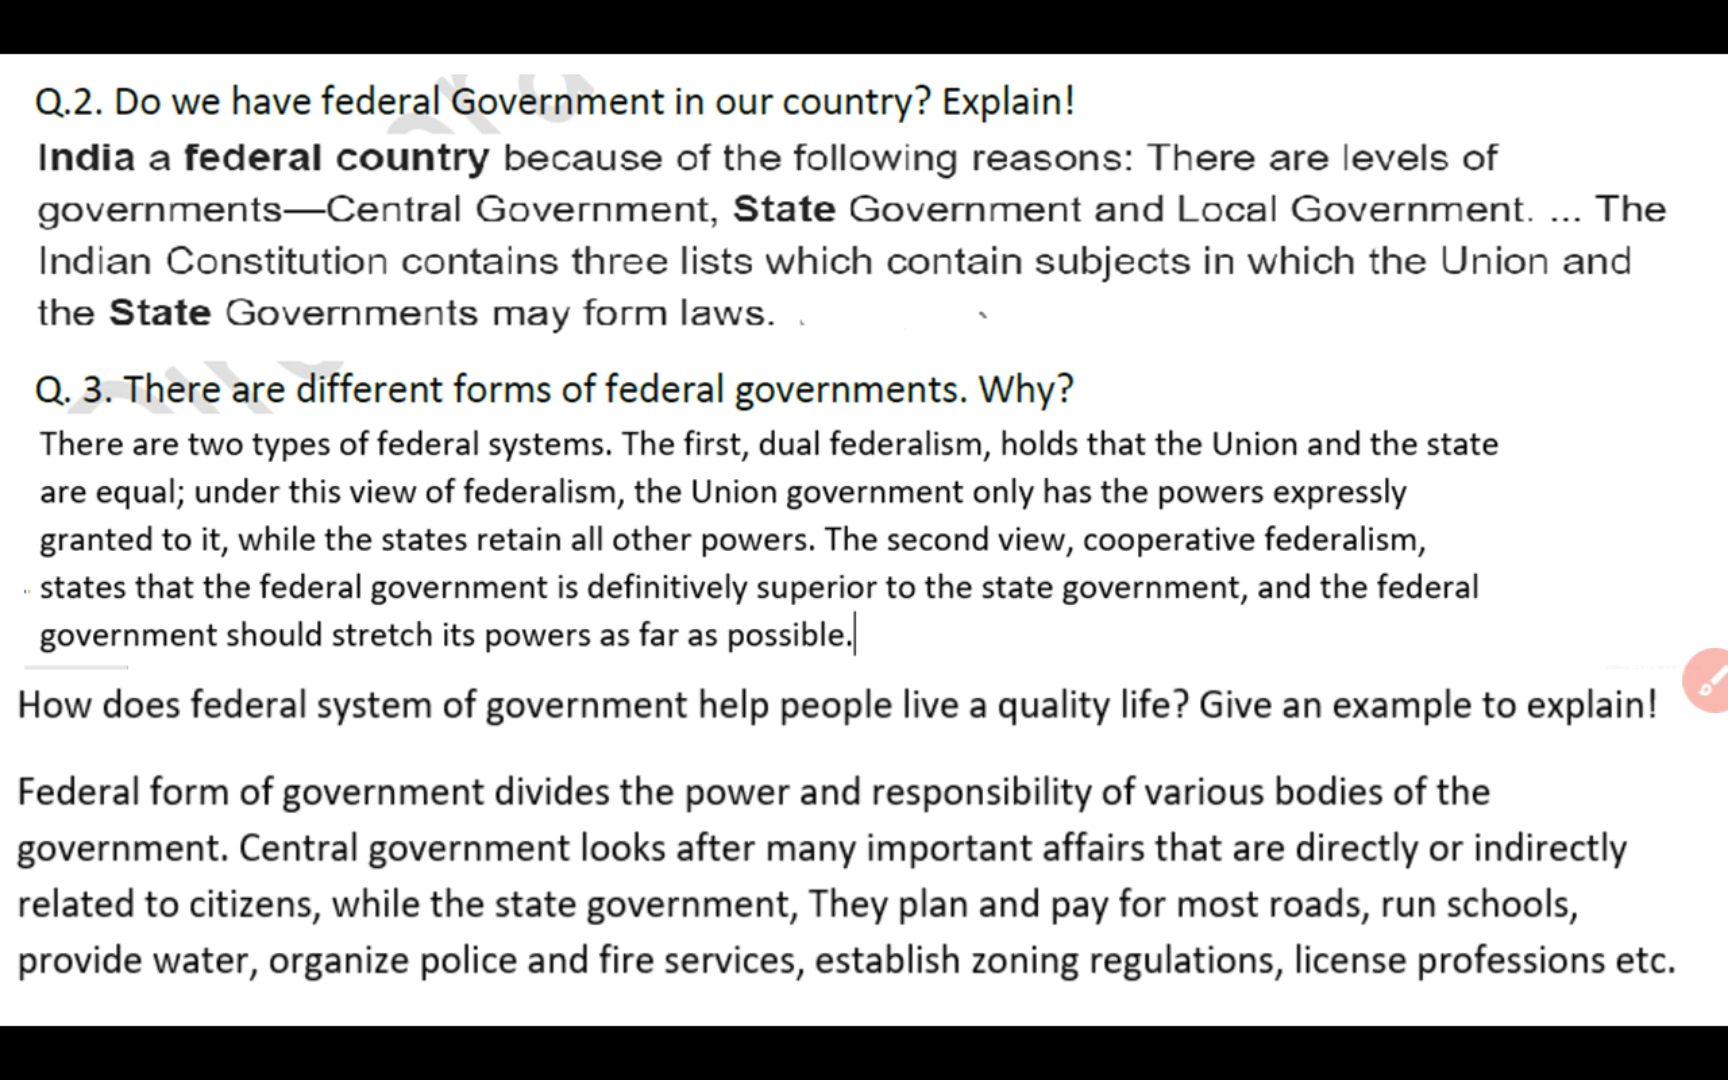 Q.2. Do we have federal Government in our country? Explain!
India a federal country because of the following reasons: There are levels of
governments—Central Government, State Government and Local Government. ... The
Indian Constitution contains three lists which contain subjects in which the Union and
the State Governments may form laws.
Q. 3. There are different forms of federal governments. Why?
There are two types of federal systems. The first, dual federalism, holds that the Union and the state
are equal; under this view of federalism, the Union government only has the powers expressly
granted to it, while the states retain all other powers. The second view, cooperative federalism,
states that the federal government is definitively superior to the state government, and the federal
government should stretch its powers as far as possible.
How does federal system of government help people live a quality life? Give an example to explain!
Federal form of government divides the power and responsibility of various bodies of the
government. Central government looks after many important affairs that are directly or indirectly
related to citizens, while the state government, They plan and pay for most roads, run schools,
provide water, organize police and fire services, establish zoning regulations, license professions etc.